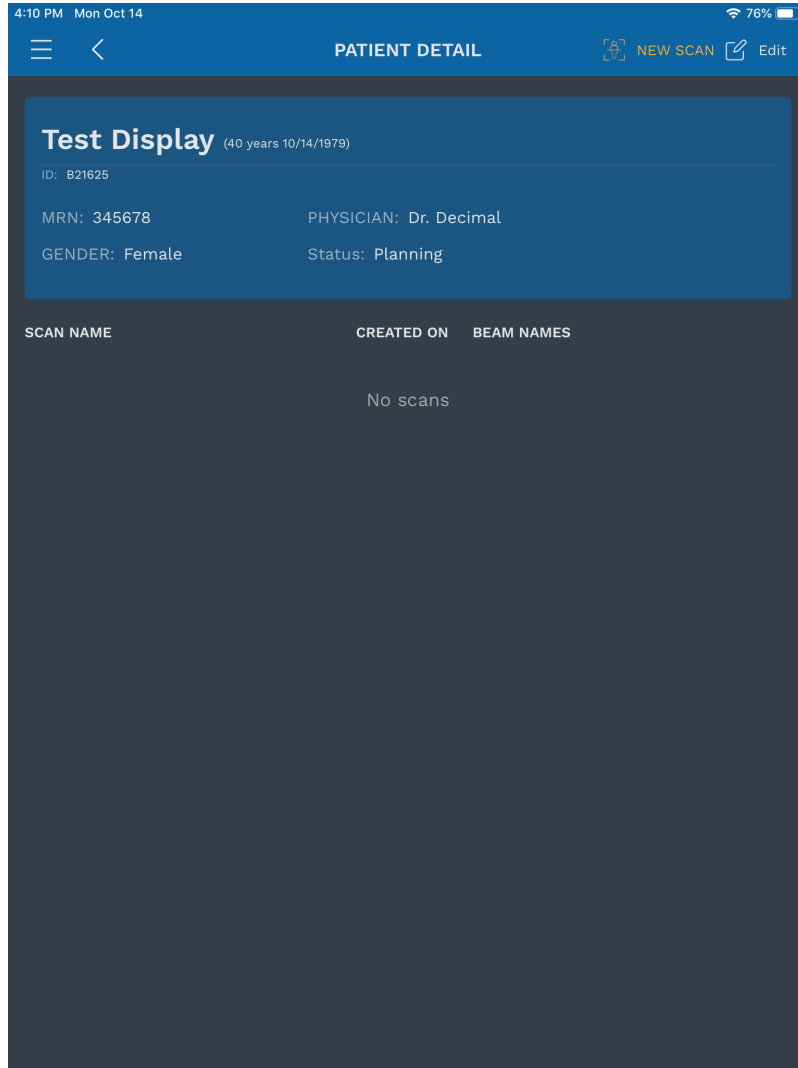 4:10 PM Mon Oct 14 76%
PATIENT DETAIL NEW SCAN Edit
Test Display (40 years 10/14/1979)
ID: B21625
MRN: 345678 PHYSICIAN: Dr. Decimal
GENDER: Female Status: Planning
SCAN NAME CREATED ON BEAM NAMES
No scans